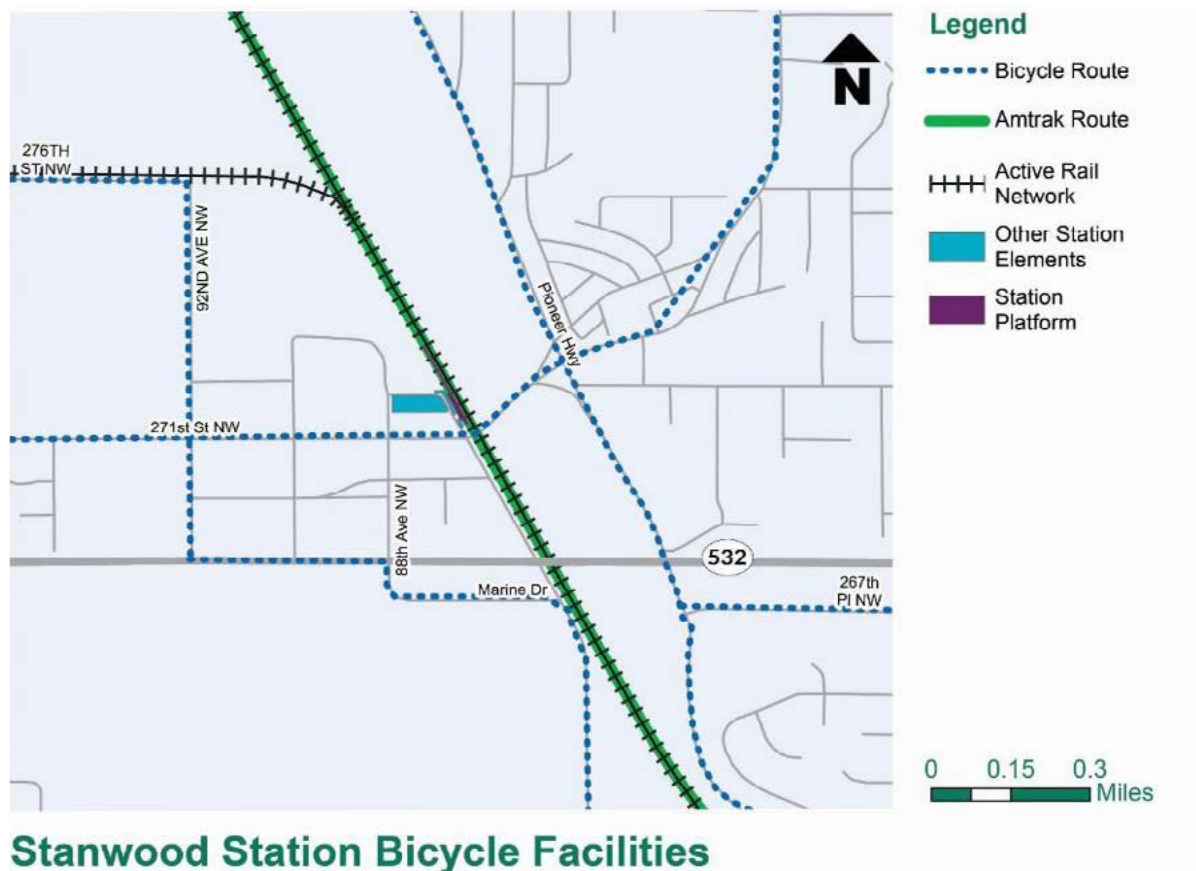 Legend
Bicycle Route
Amtrak Route
Active Rail
Network
Other Station
Elements
Station
Platform
N
276TH
ST NW
92ND AVE NW
Pioneer Hwy
271st St NW
88th Ave NW
532
Marine Dr
267th
Pl NW
0 0.15 0.3
Miles
Stanwood Station Bicycle Facilities